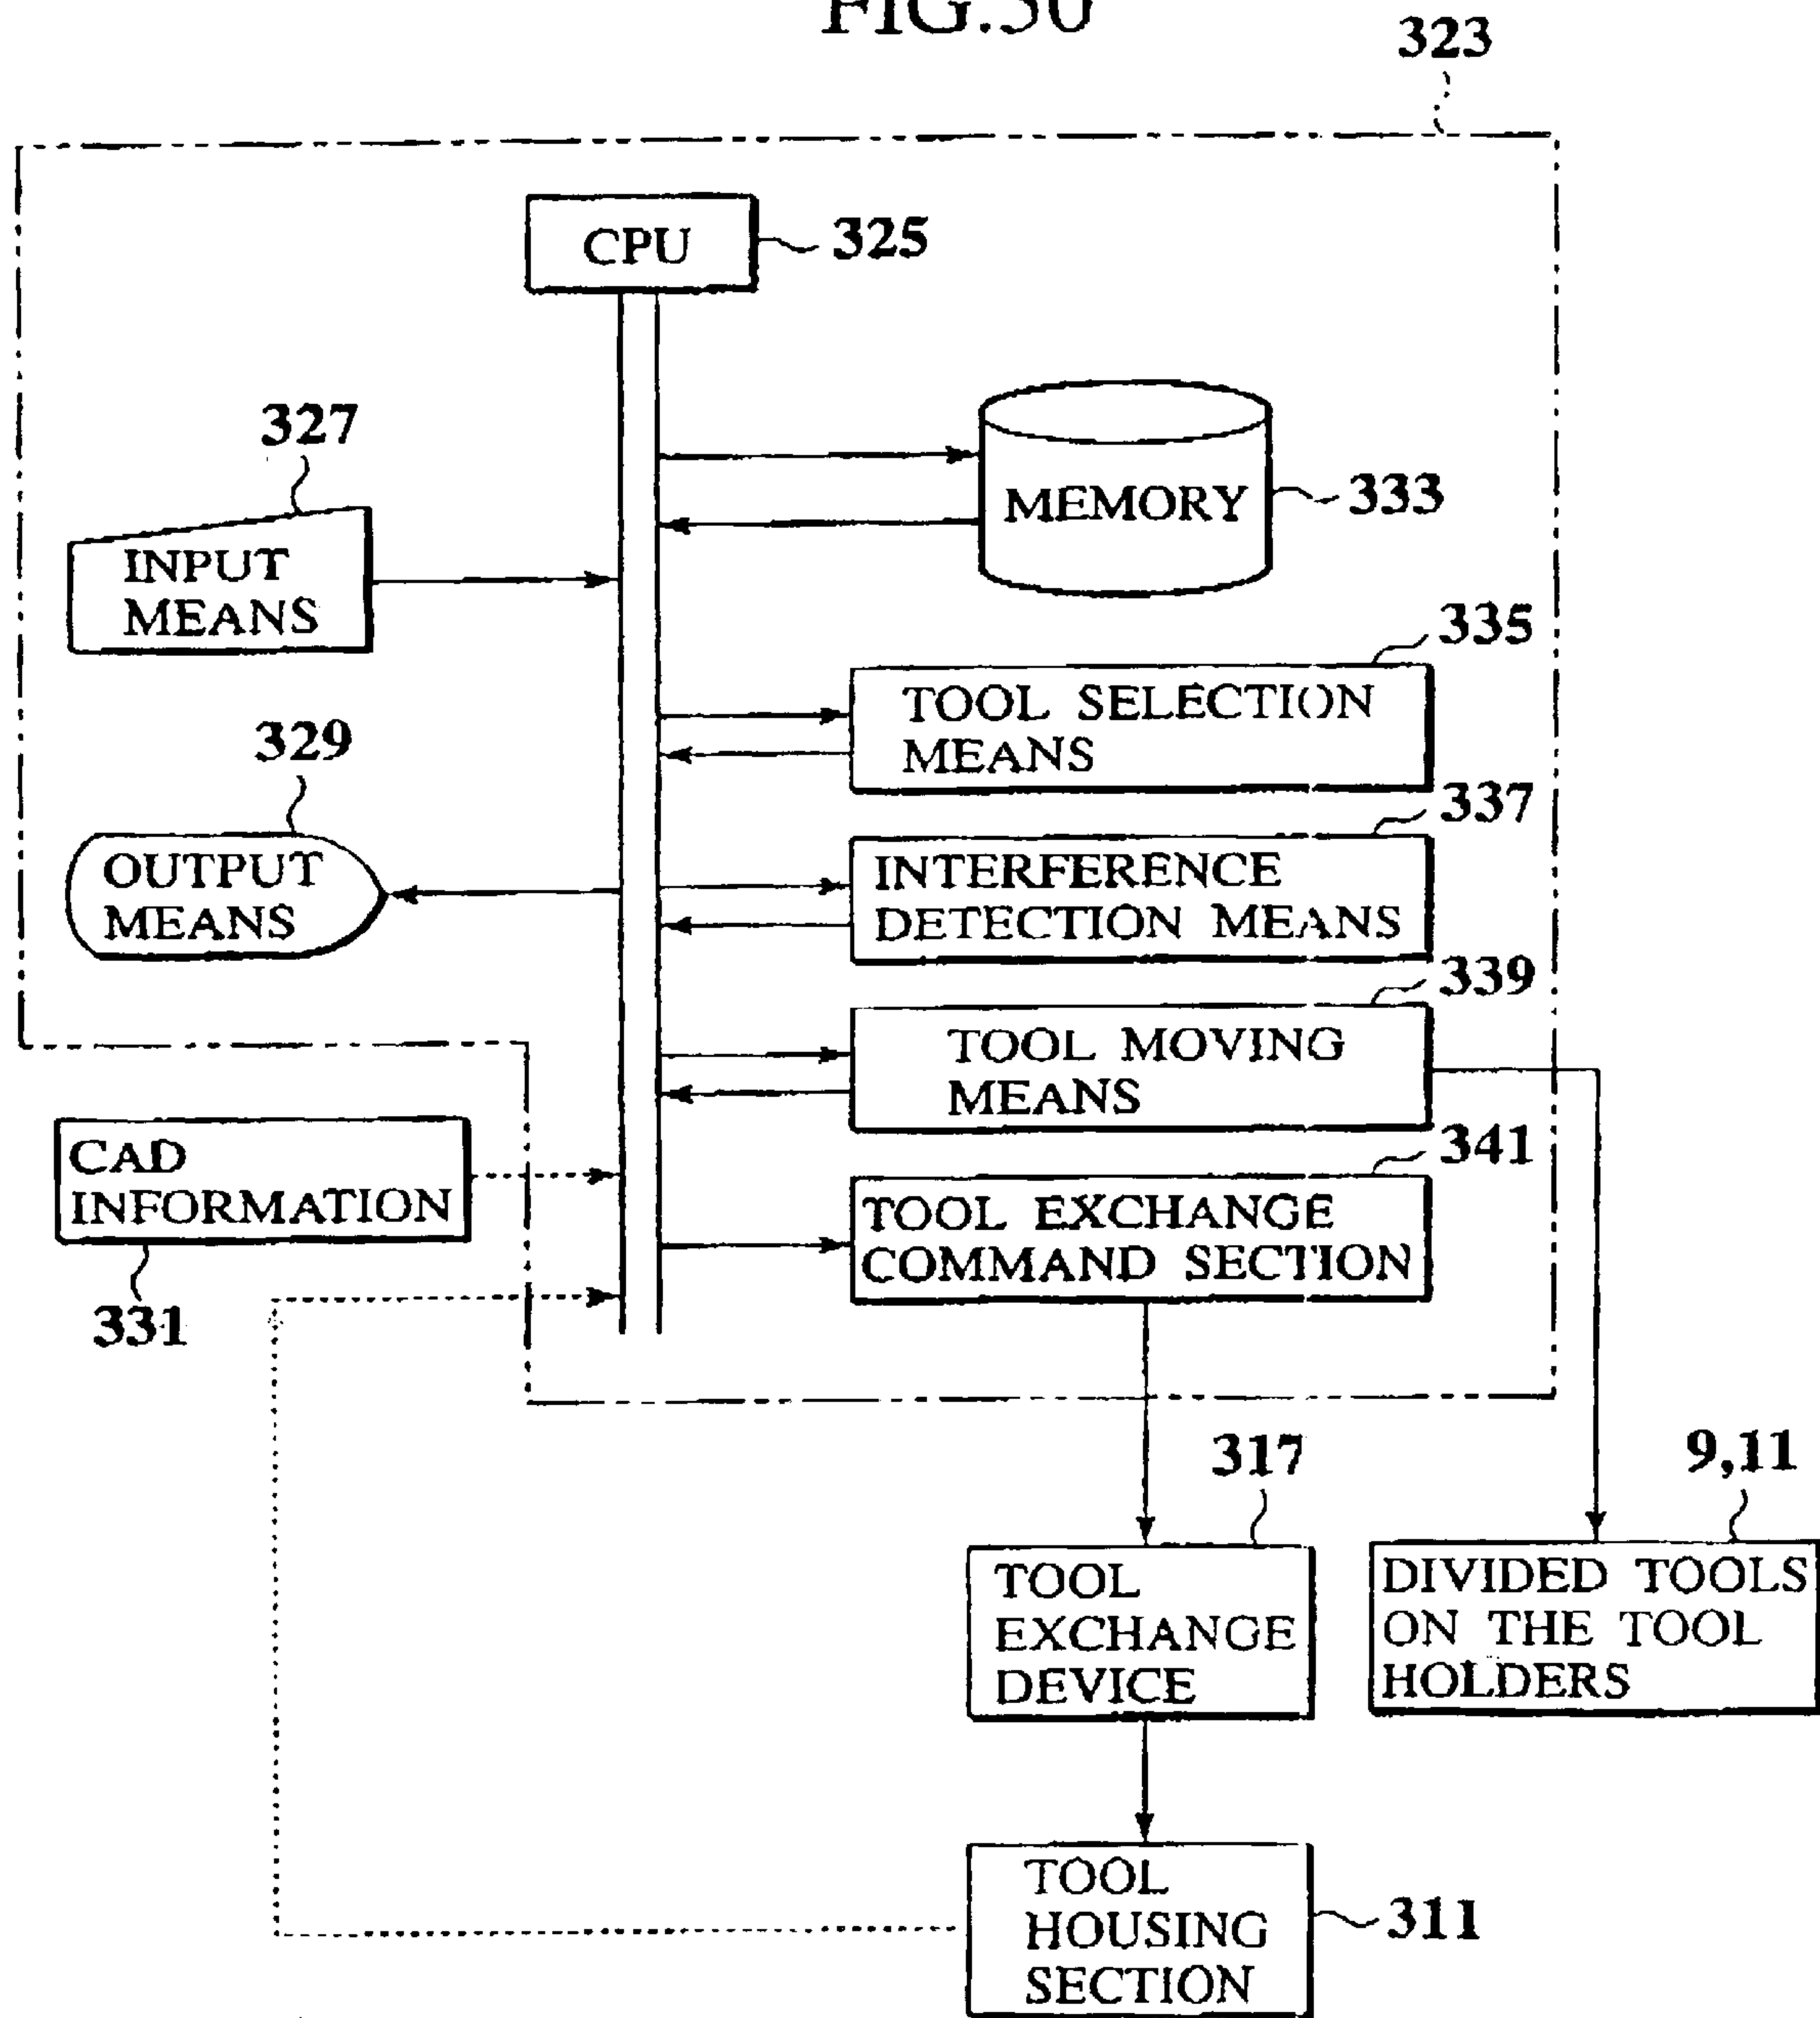 FIG.50
323
CPU
325
327
INPUT
MEANS
MEMORY
333
335
TOOL SELECTION
MEANS
329
OUTPUT
MEANS
337
INTERFERENCE
DETECTION MEANS
339
TOOL MOVING
MEANS
CAD
INFORMATION
331
341
TOOL EXCHANGE
COMMAND SECTION
317
9,11
TOOL
EXCHANGE
DEVICE
DIVIDED TOOLS
ON THE TOOL
HOLDERS
TOOL
HOUSING
SECTION
311